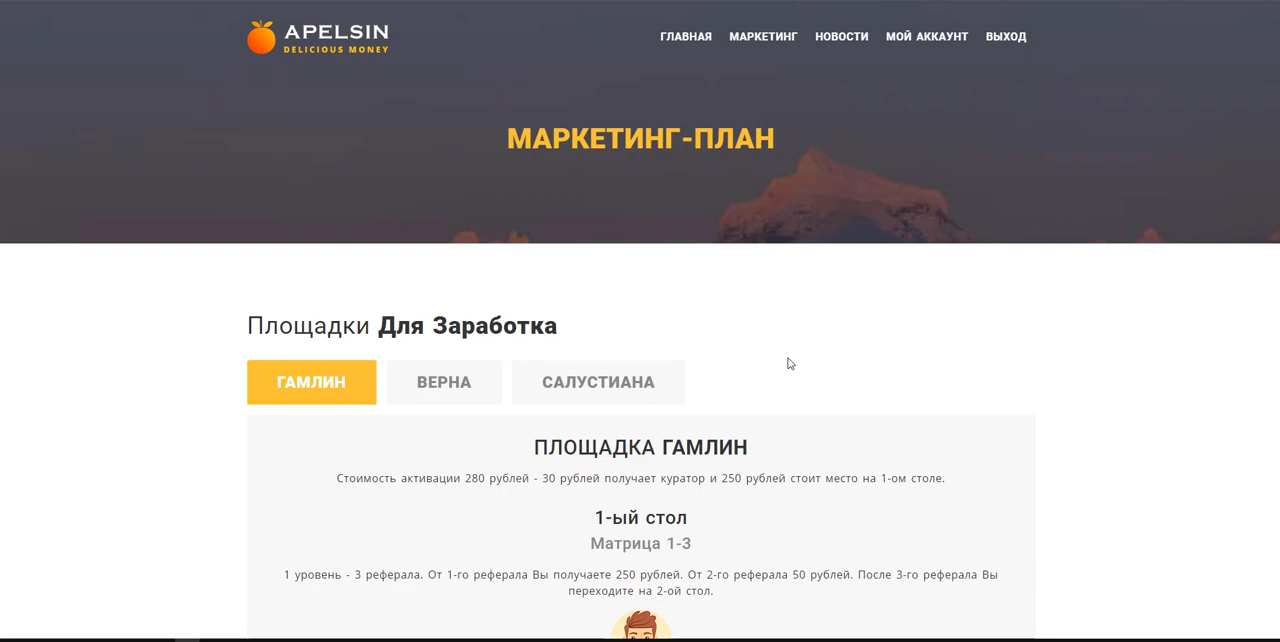 APELSIN
DELICIOUS MONEY
ГЛАВНАЯ МАРКЕТИНГ НОВОСТИ МОЙ АККАУНТ ВЫХОД
МАРКЕТИНГ-ПЛАН
Площадки Для Заработка
ГАМЛИН ВЕРНА САЛУСТИАНА
ПЛОЩАДКА ГАМЛИН
Стоимость активации 280 рублей - 30 рублей получает куратор и 250 рублей стоит место на 1-ом столе.
1-ый стол
Матрица 1-3
1 уровень - 3 реферала. От 1-го реферала Вы получаете 250 рублей. От 2-го реферала 50 рублей. После 3-го реферала Вы
переходите на 2-ой стол.